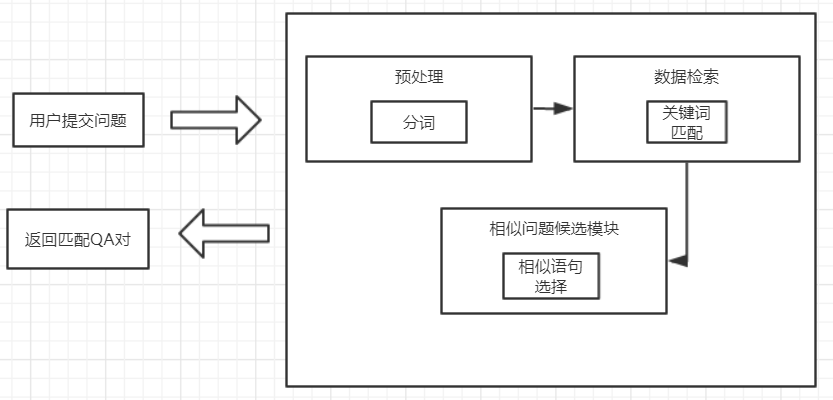 预处理
数据检索
分词
关键词
匹配
用户提交问题
相似问题候选模块
返回匹配QA对
相似语句
选择